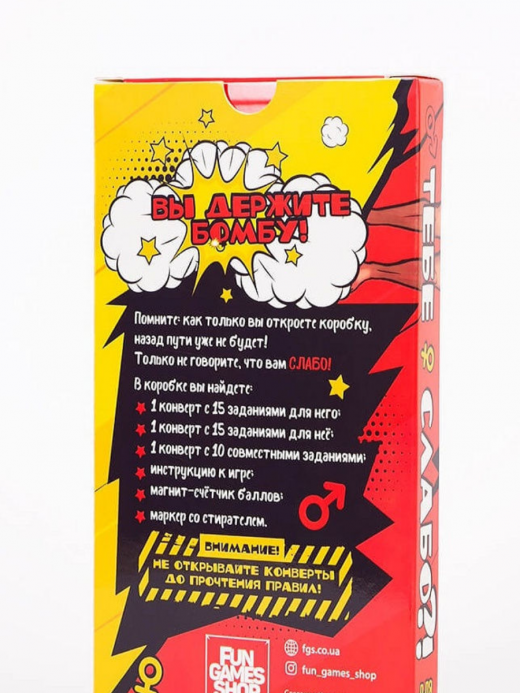 ВЫ ДЕРЖИТЕ
БОМБУ!
Помните: как только вы откроете коробку,
назад пути уже не будет!
Только не говорите, что вам СЛАБО!
В коробке вы найдете:
1 конверт с 15 заданиями для него;
1 конверт с 15 заданиями для неё;
1 конверт с 10 совместными заданиями;
инструкцию к игре;
магнит-счётчик баллов;
маркер со стирателем.
ВНИМАНИЕ!
НЕ ОТКРЫВАЙТЕ КОНВЕРТЫ
ДО ПРОЧТЕНИЯ ПРАВИЛ!
FUN
GAMES
SHOP
fgs.co.ua
fun_games_shop
ТЕБЕ СЛАБО?!